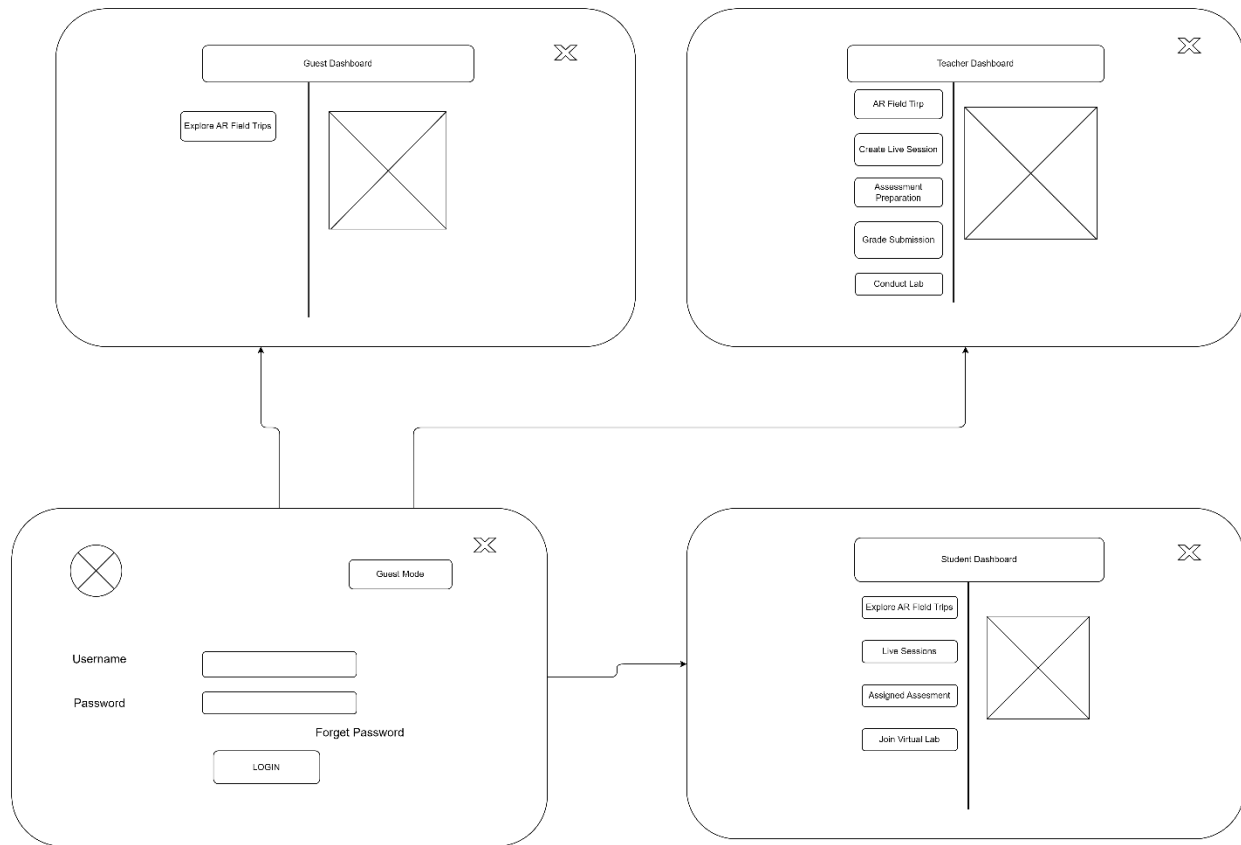 Guest Dashboard
Explore AR Field Trips
Teacher Dashboard
AR Field Tirp
Create Live Session
Assessment
Preparation
Grade Submission
Conduct Lab
Guest Mode
Username
Password
Forget Password
LOGIN
Student Dashboard
Explore AR Field Trips
Live Sessions
Assigned Assesment
Join Virtual Lab